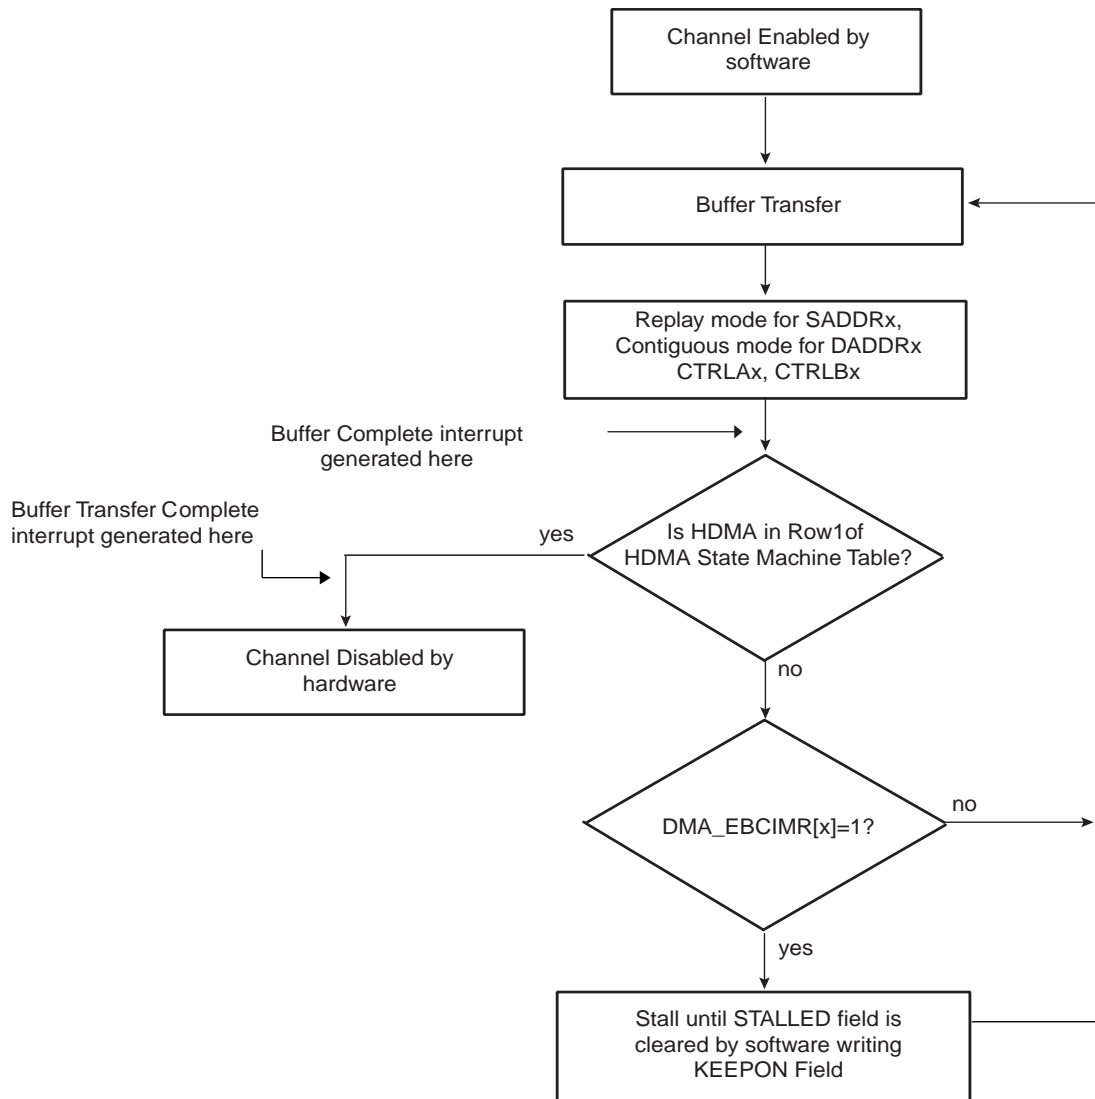 Channel Enabled by
software
Buffer Transfer
Replay mode for SADDRx,
Contiguous mode for DADDRx
CTRLAx, CTRLBx
Buffer Complete interrupt
generated here
Buffer Transfer Complete
interrupt generated here
yes
Is HDMA in Row1of
HDMA State Machine Table?
Channel Disabled by
hardware
no
DMA_EBCIMR[x]=1?
no
yes
Stall until STALLED field is
cleared by software writing
KEEPON Field